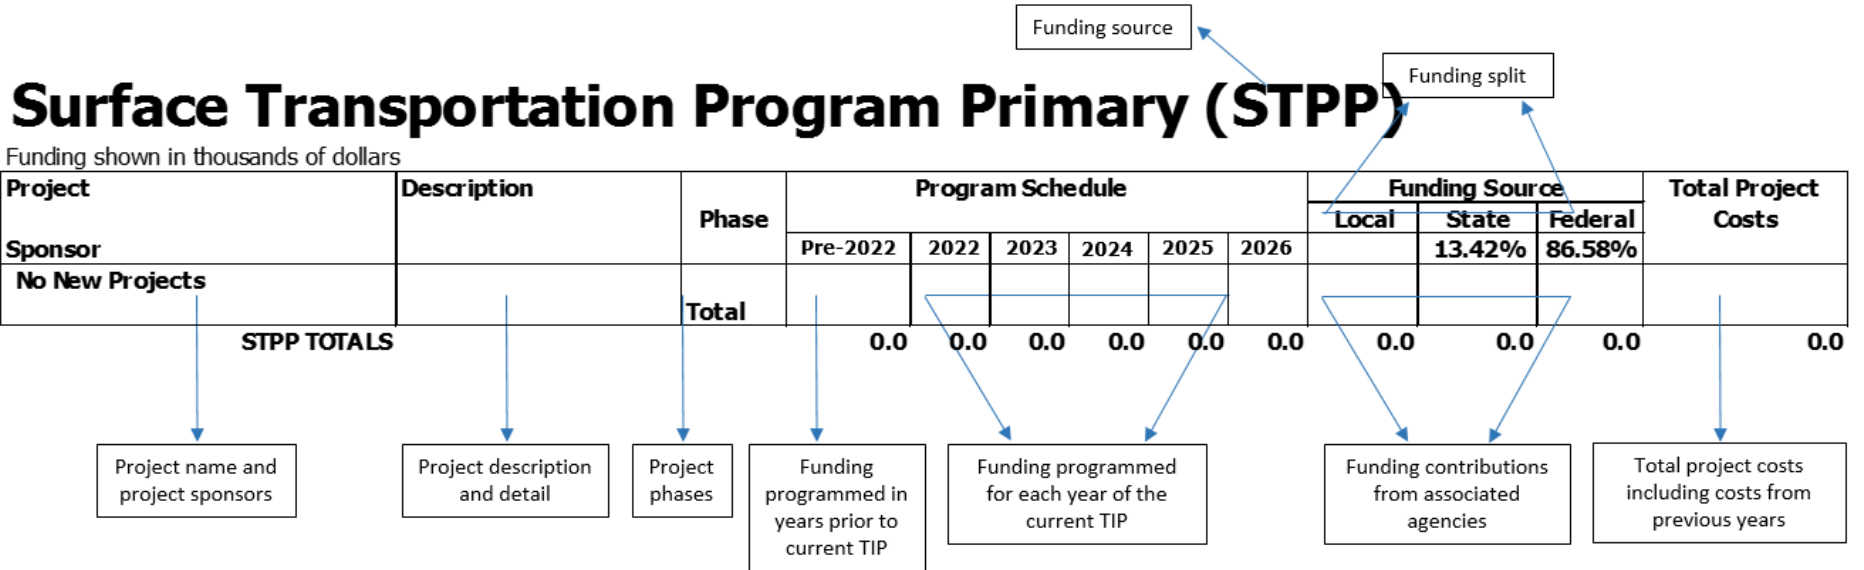 Funding source
Funding split
Surface Transportation Program Primary (STPP)
Funding shown in thousands of dollars
Project Description Program Schedule Funding Source Total Project
Phase Local State Federal Costs
Sponsor Pre-2022 2022 2023 2024 2025 2026 13.42% 86.58%
No New Projects
Total
STPP TOTALS 0.0 0.0 0.0 0.0 0.0 0.0 0.0 0.0 0.0 0.0
Project name and
project sponsors
Project description
and detail
Project
phases
Funding
programmed in
years prior to
current TIP
Funding programmed
for each year of the
current TIP
Funding contributions
from associated
agencies
Total project costs
including costs from
previous years